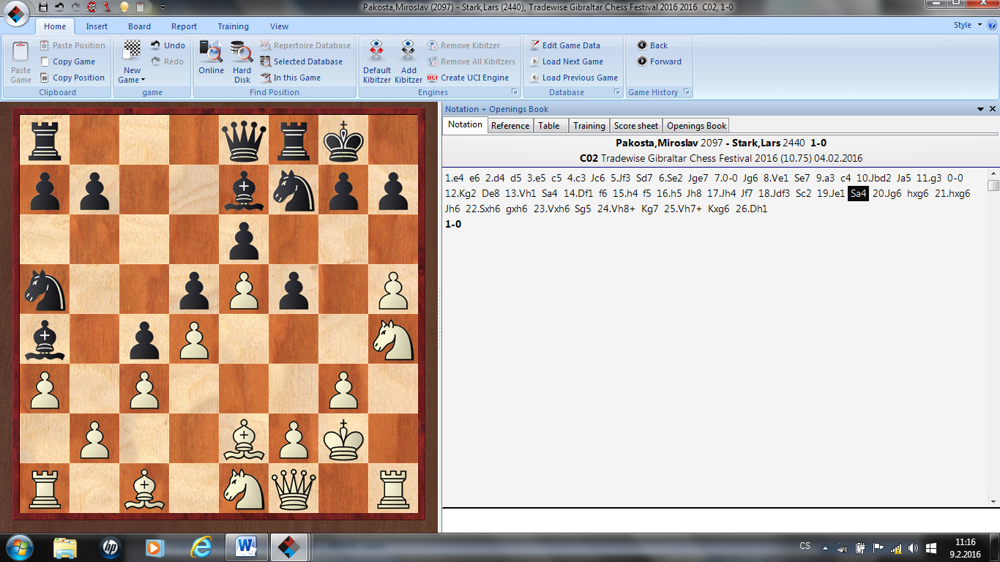 Pakosta,Miroslav (2097) - Stark,Lars (2440), Tradewise Gibraltar Chess Festival 2016 2016  C02, 1-0
Home Insert Board Report Training View Style
Paste Game
Paste Position
Copy Game
Copy Position
Clipboard
New Game
Undo
Redo
game
Online
Hard Disk
Repertoire Database
Selected Database
In this Game
Find Position
Default Kibitzer
Add Kibitzer
Remove Kibitzer
Remove All Kibitzers
UCI Create UCI Engine
Engines
Edit Game Data
Load Next Game
Load Previous Game
Database
Back
Forward
Game History
Notation + Openings Book
Notation Reference Table Training Score sheet Openings Book
Pakosta,Miroslav 2097 - Stark,Lars 2440 1-0
C02 Tradewise Gibraltar Chess Festival 2016 (10.75) 04.02.2016
1.e4 e6 2.d4 d5 3.e5 c5 4.c3 Jc6 5.Jf3 Sd7 6.Se2 Jge7 7.0-0 Jg6 8.Ve1 Se7 9.a3 c4 10.Jbd2 Ja5 11.g3 0-0
12.Kg2 De8 13.Vh1 Sa4 14.Df1 f6 15.h4 f5 16.h5 Jh8 17.Jh4 Jf7 18.Jdf3 Sc2 19.Je1 Sa4 20.Jg6 hxg6 21.hxg6
Jh6 22.Sxh6 gxh6 23.Vxh6 Sg5 24.Vh8+ Kg7 25.Vh7+ Kxg6 26.Dh1
1-0
hp
W
CS
11:16
9.2.2016